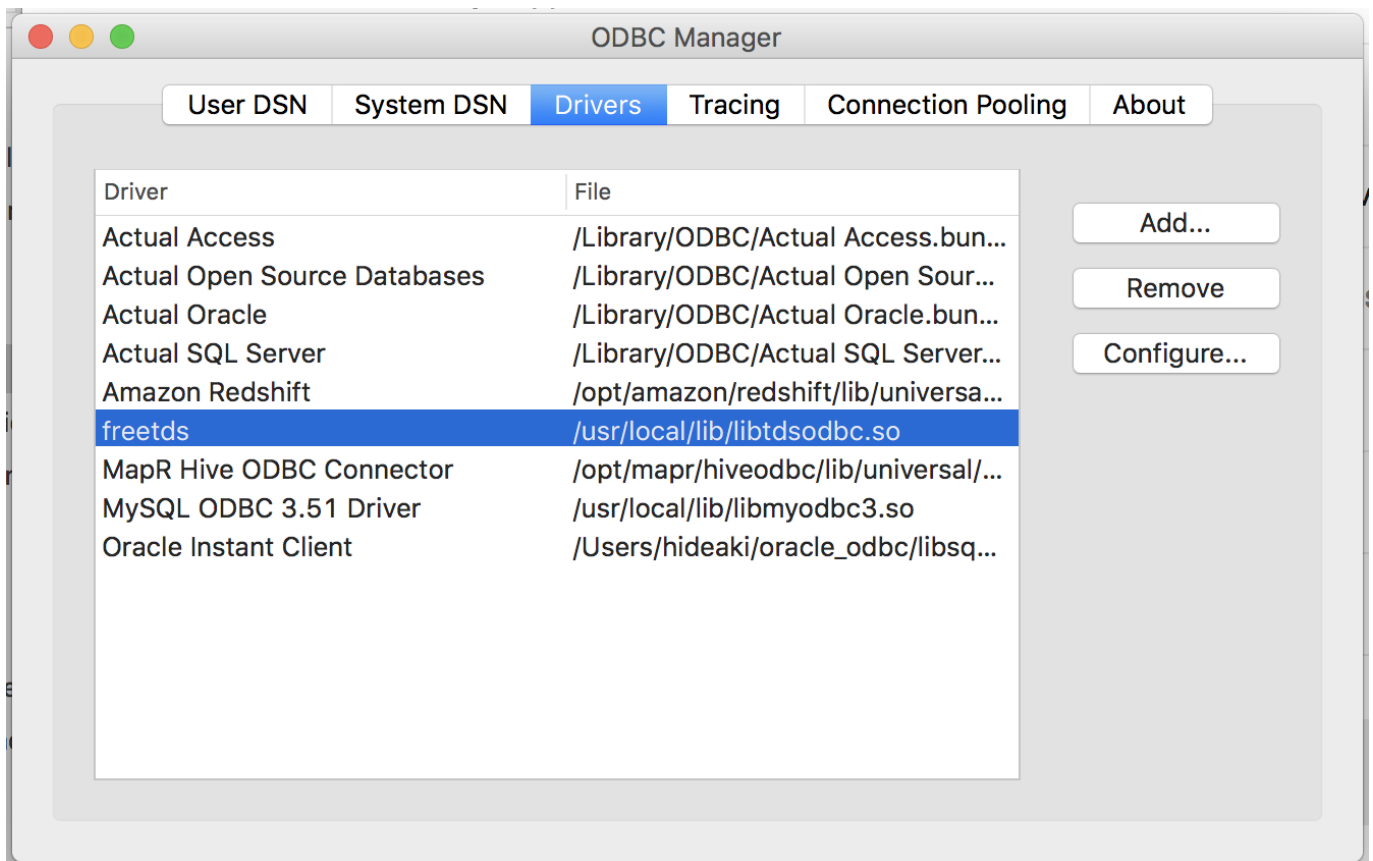 ODBC Manager
User DSN System DSN Drivers Tracing Connection Pooling About
Driver File
Actual Access /Library/ODBC/Actual Access.bun...
Actual Open Source Databases /Library/ODBC/Actual Open Sour...
Actual Oracle /Library/ODBC/Actual Oracle.bun...
Actual SQL Server /Library/ODBC/Actual SQL Server...
Amazon Redshift /opt/amazon/redshift/lib/universa...
freetds /usr/local/lib/libtdsodbc.so
MapR Hive ODBC Connector /opt/mapr/hiveodbc/lib/universal/...
MySQL ODBC 3.51 Driver /usr/local/lib/libmyodbc3.so
Oracle Instant Client /Users/hideaki/oracle_odbc/libsq...
Add...
Remove
Configure...